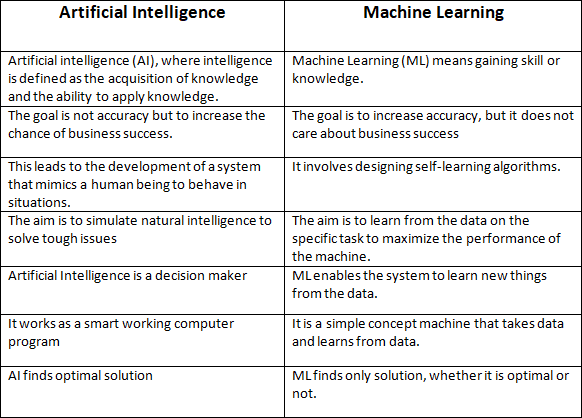 Artificial Intelligence
Machine Learning
Artificial intelligence (AI), where intelligence
is defined as the acquisition of knowledge
and the ability to apply knowledge.
Machine Learning (ML) means gaining skill or
knowledge.
The goal is not accuracy but to increase the
chance of business success.
The goal is to increase accuracy, but it does not
care about business success
This leads to the development of a system
that mimics a human being to behave in
situations.
It involves designing self-learning algorithms.
The aim is to simulate natural intelligence to
solve tough issues
The aim is to learn from the data on the
specific task to maximize the performance of
the machine.
Artificial Intelligence is a decision maker
ML enables the system to learn new things
from the data.
It works as a smart working computer
program
It is a simple concept machine that takes data
and learns from data.
AI finds optimal solution
ML finds only solution, whether it is optimal or
not.